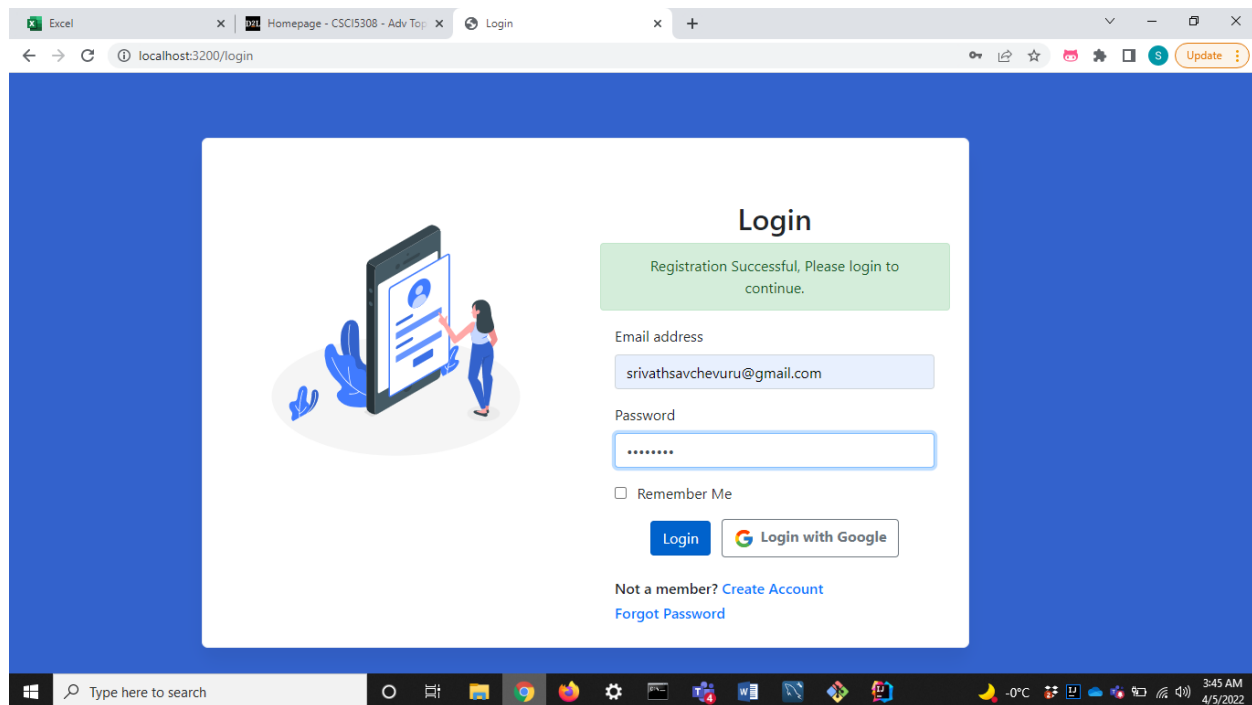 Excel
Homepage - CSCI5308 - Adv Top
Login
localhost:3200/login
S
Update
Login
Registration Successful, Please login to
continue.
Email address
srivathsavchevuru@gmail.com
Password
••••••••
Remember Me
Login
Login with Google
Not a member? Create Account
Forgot Password
Type here to search
4
-0°C
3:45 AM
4/5/2022